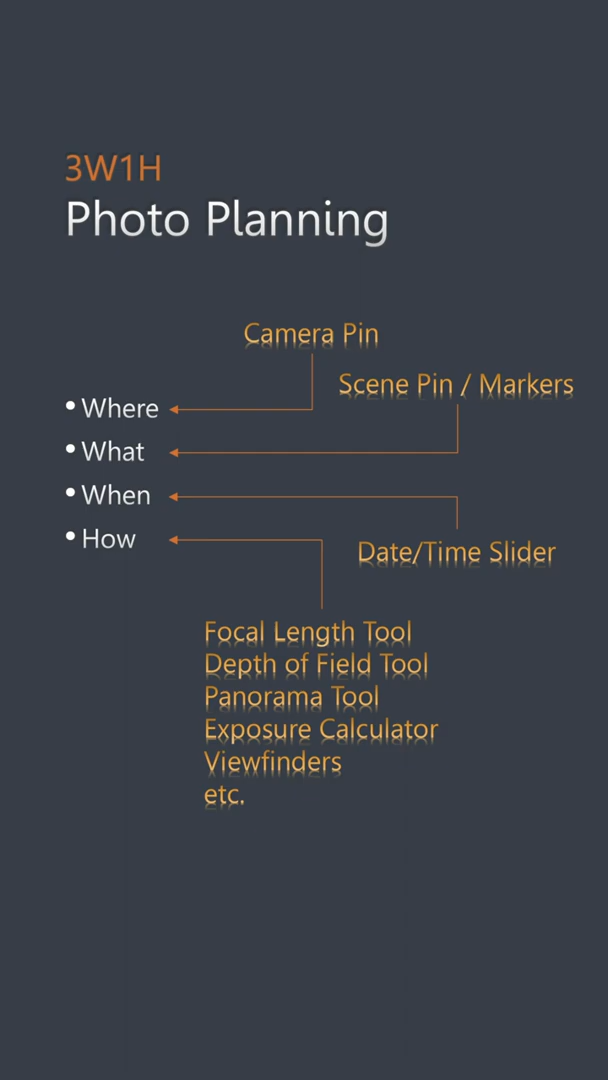 3W1H
Photo Planning
Camera Pin
Scene Pin / Markers
• Where
• What
• When
• How
Date/Time Slider
Focal Length Tool
Depth of Field Tool
Panorama Tool
Exposure Calculator
Viewfinders
etc.